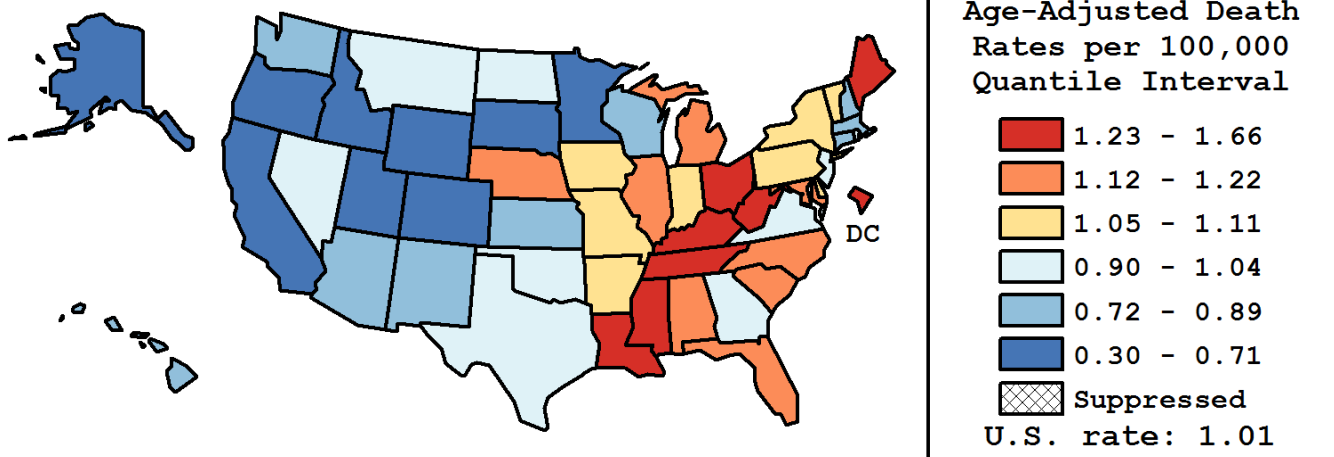 DC
Age-Adjusted Death
Rates per 100,000
Quantile Interval
1.23 - 1.66
1.12 - 1.22
1.05 - 1.11
0.90 - 1.04
0.72 - 0.89
0.30 - 0.71
Suppressed
U.S. rate: 1.01